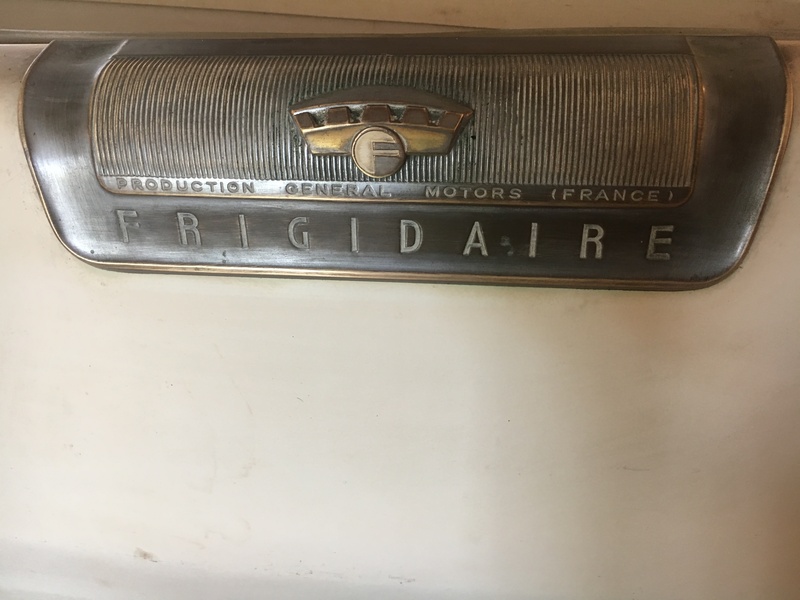 F
PRODUCTION GENERAL MOTORS (FRANCE)
FRIGIDAIRE